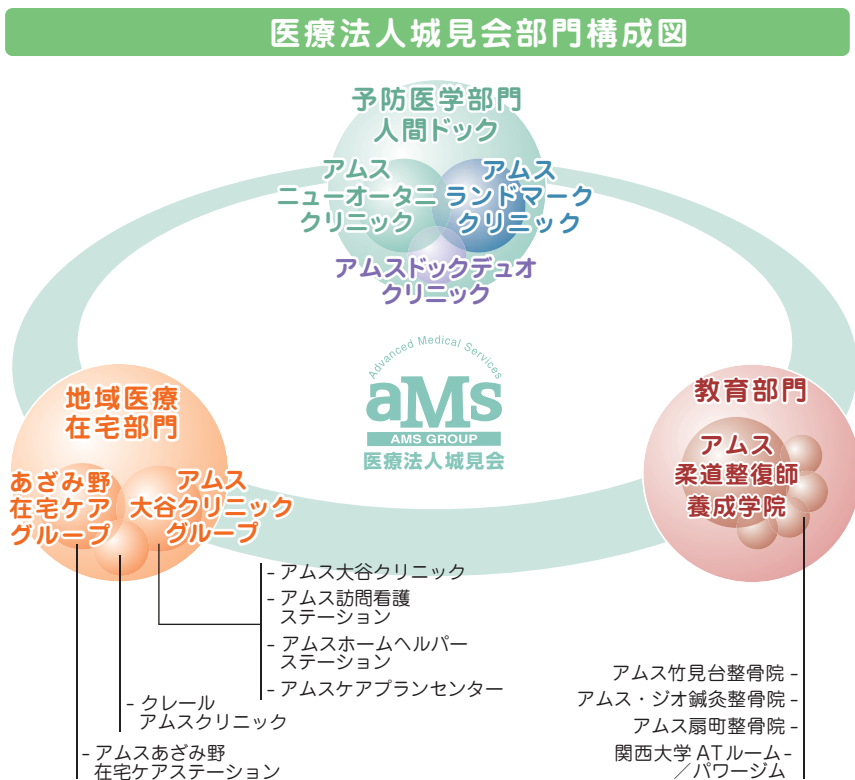 医療法人城見会部門構成図
予防医学部門
人間ドック
アムス
ニューオータニ
クリニック
アムス
ランドマーク
クリニック
アムスドックデュオ
クリニック
Advanced Medical Services
aMs
AMS GROUP
医療法人城見会
地域医療
在宅部門
あざみ野
在宅ケア
グループ
アムス
大谷クリニック
グループ
教育部門
アムス
柔道整復師
養成学院
- アムス大谷クリニック
- アムス訪問看護
ステーション
- アムスホームヘルパー
ステーション
- アムスケアプランセンター
- クレール
アムスクリニック
- アムスあざみ野
在宅ケアステーション
アムス竹見台整骨院 -
アムス・ジオ鍼灸整骨院 -
アムス扇町整骨院 -
関西大学 ATルーム -
／パワージム